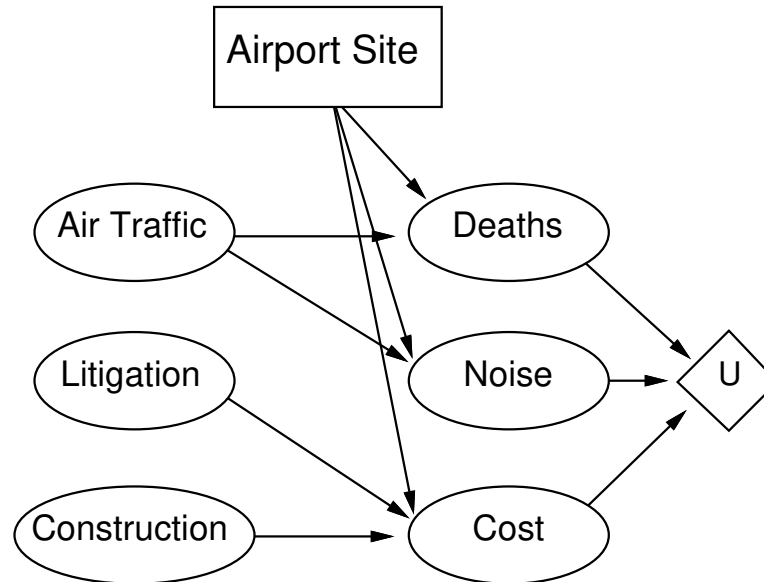 Airport Site
Air Traffic
Deaths
Litigation
Noise
U
Construction
Cost